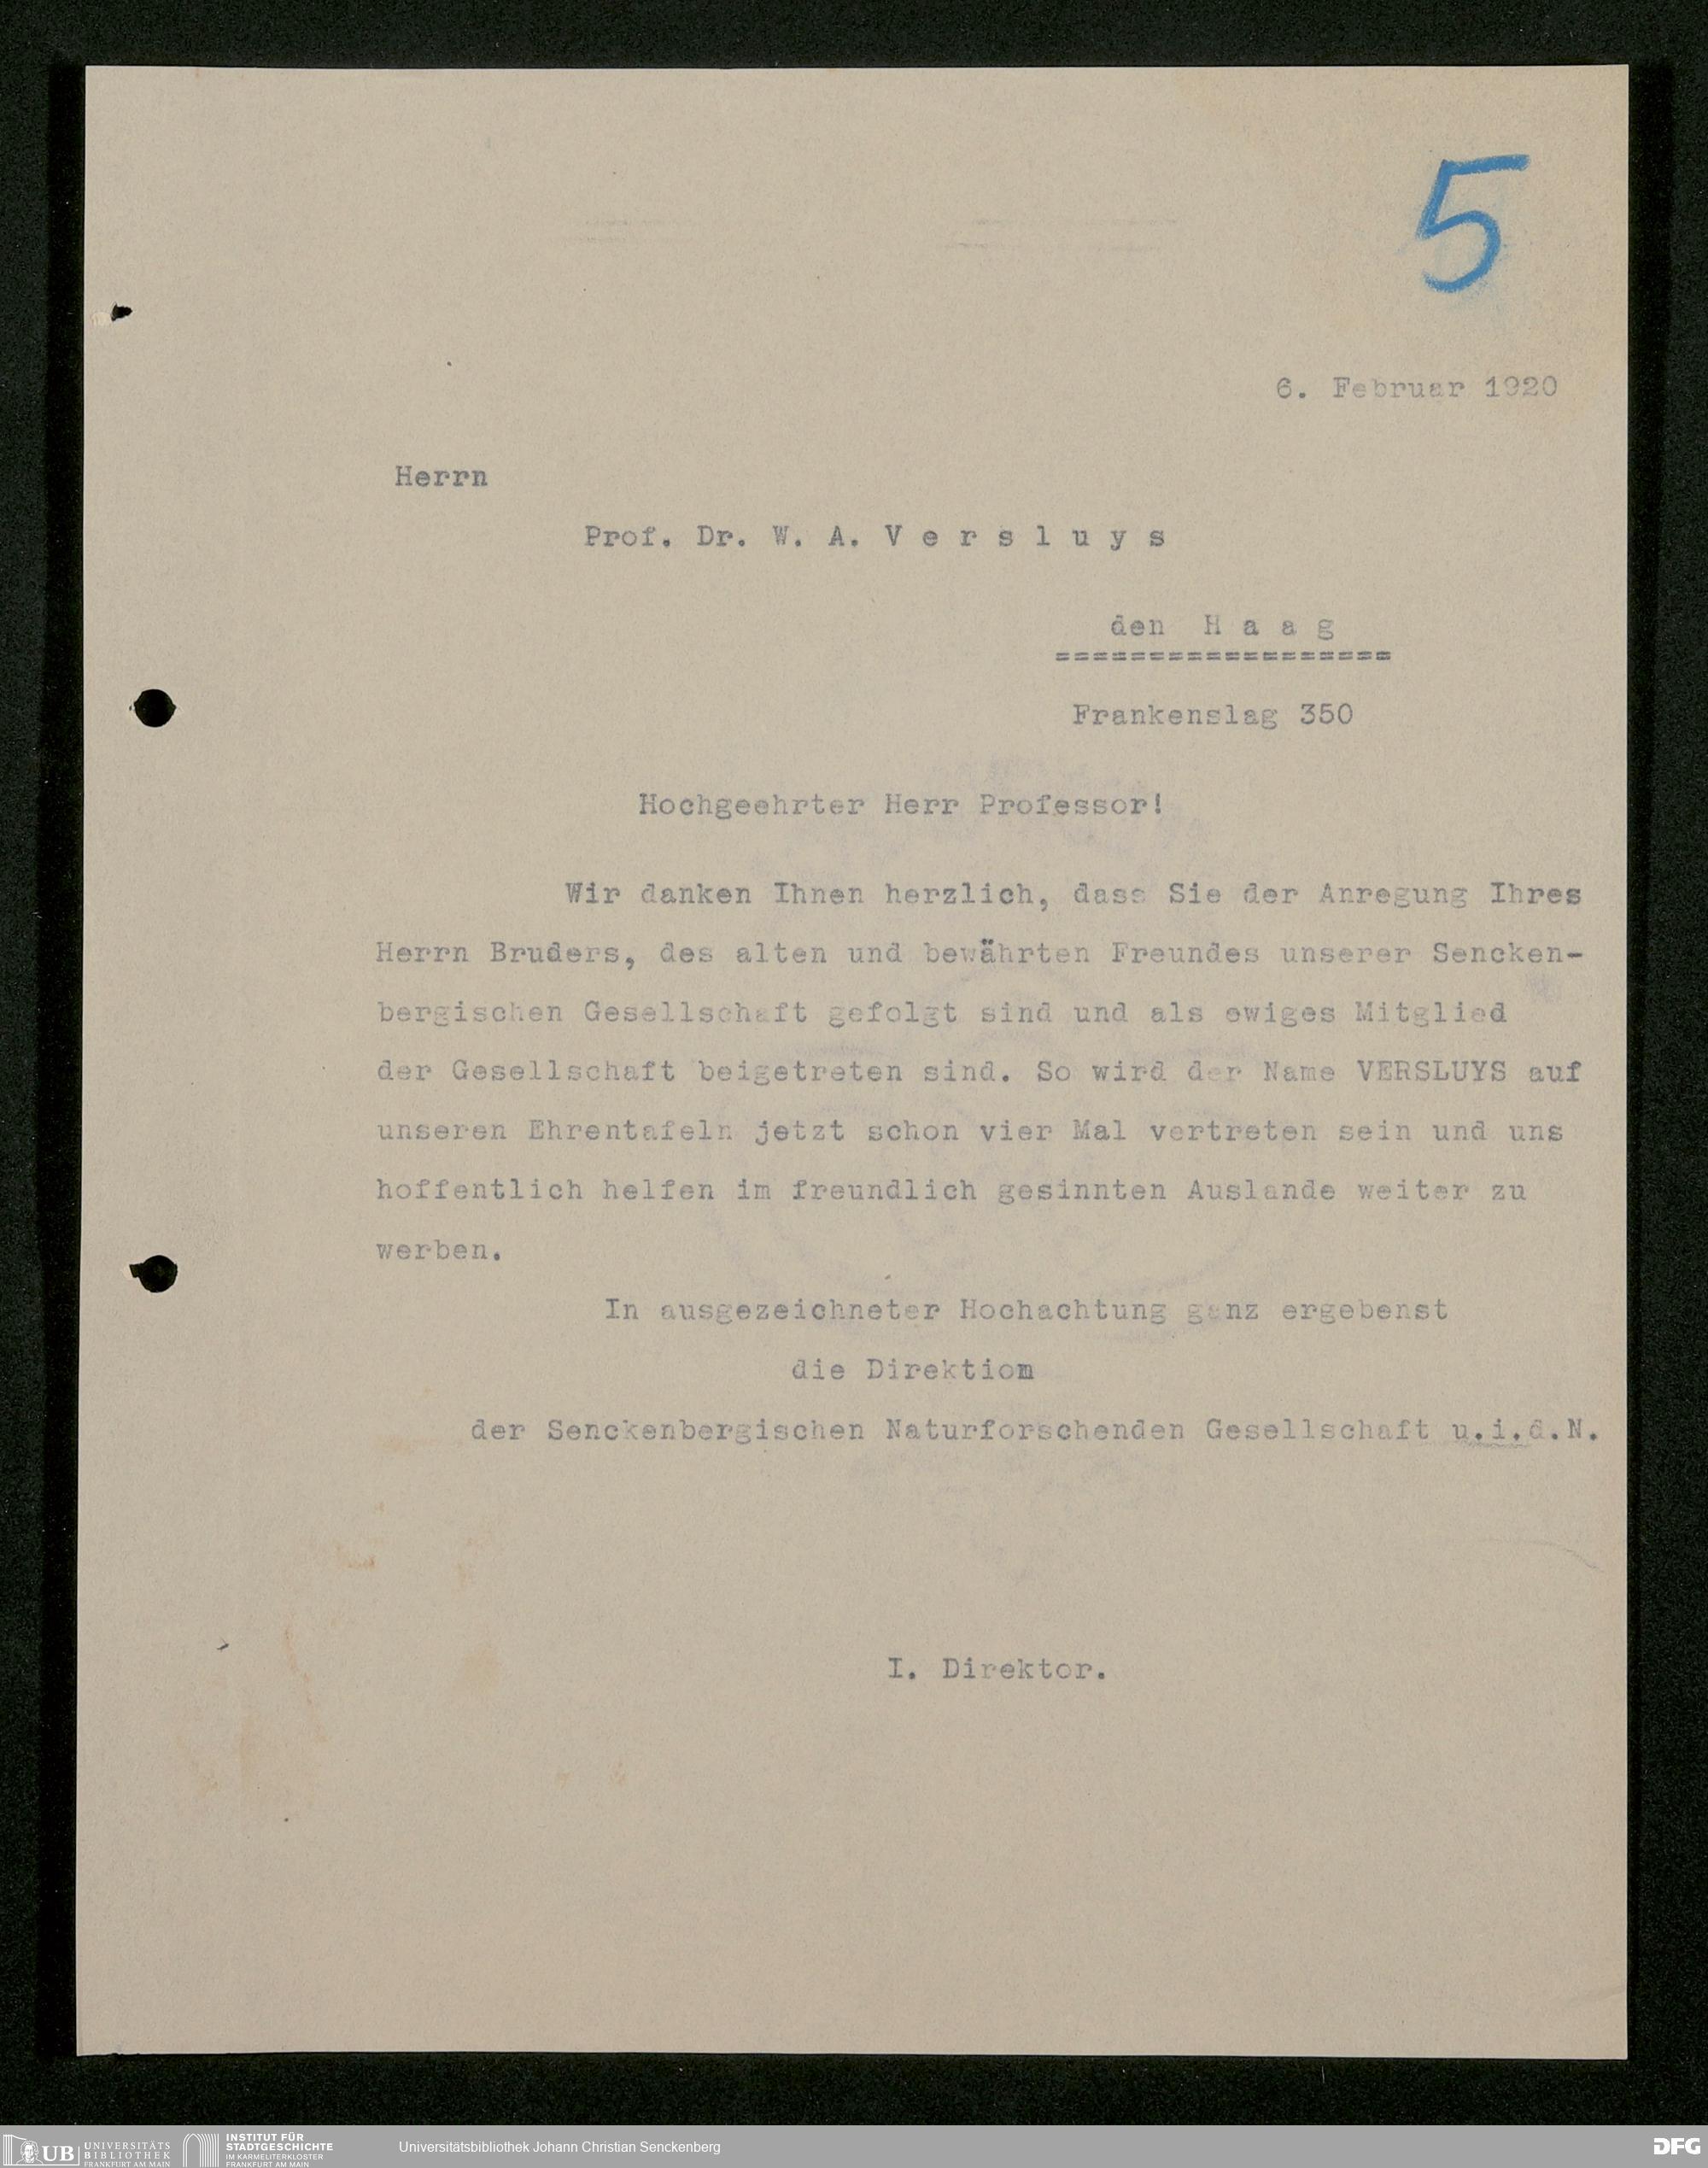 5
6. Februar 1920
Herrn
Prof. Dr. W. A. V e r s l u y s
den H a a g
==================
Frankenslag 350
Hochgeehrter Herr Professor!
Wir danken Ihnen herzlich, dass Sie der Anregung Ihres
Herrn Bruders, des alten und bewährten Freundes unserer Sencken-
bergischen Gesellschaft gefolgt sind und als ewiges Mitglied
der Gesellschaft beigetreten sind. So wird der Name VERSLUYS auf
unseren Ehrentafeln jetzt schon vier Mal vertreten sein und uns
hoffentlich helfen im freundlich gesinnten Auslande weiter zu
werben.
In ausgezeichneter Hochachtung ganz ergebenst
die Direktiom
der Senckenbergischen Naturforschenden Gesellschaft u.i.d.N.
I. Direktor.
UB UNIVERSITÄTS
BIBLIOTHEK
FRANKFURT AM MAIN
INSTITUT FÜR
STADTGESCHICHTE
IM KARMELITERKLOSTER
FRANKFURT AM MAIN
Universitätsbibliothek Johann Christian Senckenberg
DFG